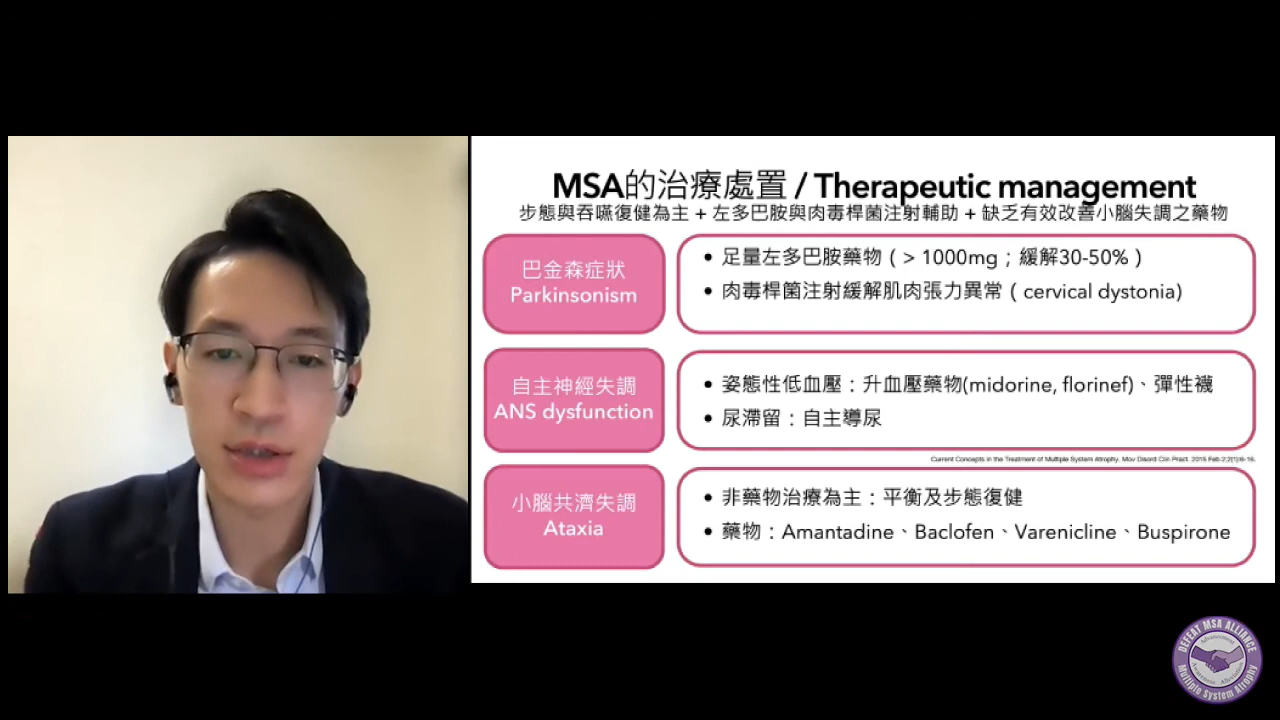 MSA的治療處置 / Therapeutic management
步態與吞嚥復健為主 + 左多巴胺與肉毒桿菌注射輔助 + 缺乏有效改善小腦失調之藥物
巴金森症狀
Parkinsonism
• 足量左多巴胺藥物 ( > 1000mg；緩解30-50% )
• 肉毒桿菌注射緩解肌肉張力異常 ( cervical dystonia)
自主神經失調
ANS dysfunction
• 姿態性低血壓：升血壓藥物(midorine, florinef)、彈性襪
• 尿滯留：自主導尿
Current Concepts in the Treatment of Multiple System Atrophy. Mov Disord Clin Pract. 2015 Feb;2(1):6-16.
小腦共濟失調
Ataxia
• 非藥物治療為主：平衡及步態復健
• 藥物：Amantadine、Baclofen、Varenicline、Buspirone
DEFEAT MSA ALLIANCE
Multiple System Atrophy